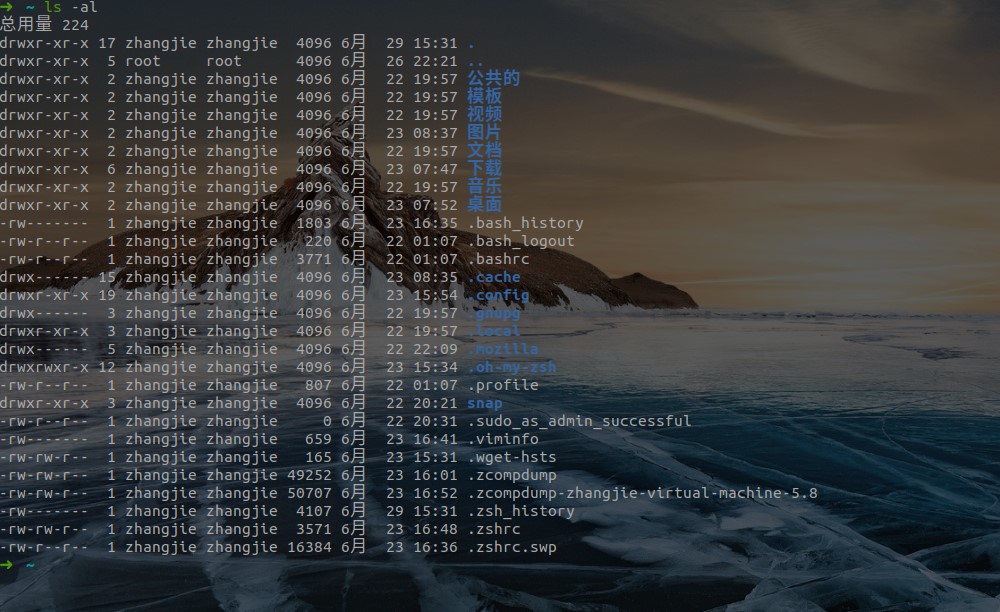 ➜ ~ ls -al
总用量 224
drwxr-xr-x 17 zhangjie zhangjie  4096 6月  29 15:31 .
drwxr-xr-x  5 root     root      4096 6月  26 22:21 ..
drwxr-xr-x  2 zhangjie zhangjie  4096 6月  22 19:57 公共的
drwxr-xr-x  2 zhangjie zhangjie  4096 6月  22 19:57 模板
drwxr-xr-x  2 zhangjie zhangjie  4096 6月  22 19:57 视频
drwxr-xr-x  2 zhangjie zhangjie  4096 6月  23 08:37 图片
drwxr-xr-x  2 zhangjie zhangjie  4096 6月  22 19:57 文档
drwxr-xr-x  6 zhangjie zhangjie  4096 6月  23 07:47 下载
drwxr-xr-x  2 zhangjie zhangjie  4096 6月  22 19:57 音乐
drwxr-xr-x  2 zhangjie zhangjie  4096 6月  23 07:52 桌面
-rw-------  1 zhangjie zhangjie  1803 6月  23 16:35 .bash_history
-rw-r--r--  1 zhangjie zhangjie   220 6月  22 01:07 .bash_logout
-rw-r--r--  1 zhangjie zhangjie  3771 6月  22 01:07 .bashrc
drwx------ 15 zhangjie zhangjie  4096 6月  23 08:35 .cache
drwxr-xr-x 19 zhangjie zhangjie  4096 6月  23 15:54 .config
drwx------  3 zhangjie zhangjie  4096 6月  22 19:57 .gnupg
drwxr-xr-x  3 zhangjie zhangjie  4096 6月  22 19:57 .local
drwx------  5 zhangjie zhangjie  4096 6月  22 22:09 .mozilla
drwxrwxr-x 12 zhangjie zhangjie  4096 6月  23 15:34 .oh-my-zsh
-rw-r--r--  1 zhangjie zhangjie   807 6月  22 01:07 .profile
drwxr-xr-x  3 zhangjie zhangjie  4096 6月  22 20:21 snap
-rw-r--r--  1 zhangjie zhangjie     0 6月  22 20:31 .sudo_as_admin_successful
-rw-------  1 zhangjie zhangjie   659 6月  23 16:41 .viminfo
-rw-rw-r--  1 zhangjie zhangjie   165 6月  23 15:31 .wget-hsts
-rw-rw-r--  1 zhangjie zhangjie 49252 6月  23 16:01 .zcompdump
-rw-rw-r--  1 zhangjie zhangjie 50707 6月  23 16:52 .zcompdump-zhangjie-virtual-machine-5.8
-rw-------  1 zhangjie zhangjie  4107 6月  29 15:31 .zsh_history
-rw-rw-r--  1 zhangjie zhangjie  3571 6月  23 16:48 .zshrc
-rw-r--r--  1 zhangjie zhangjie 16384 6月  23 16:36 .zshrc.swp
➜ ~